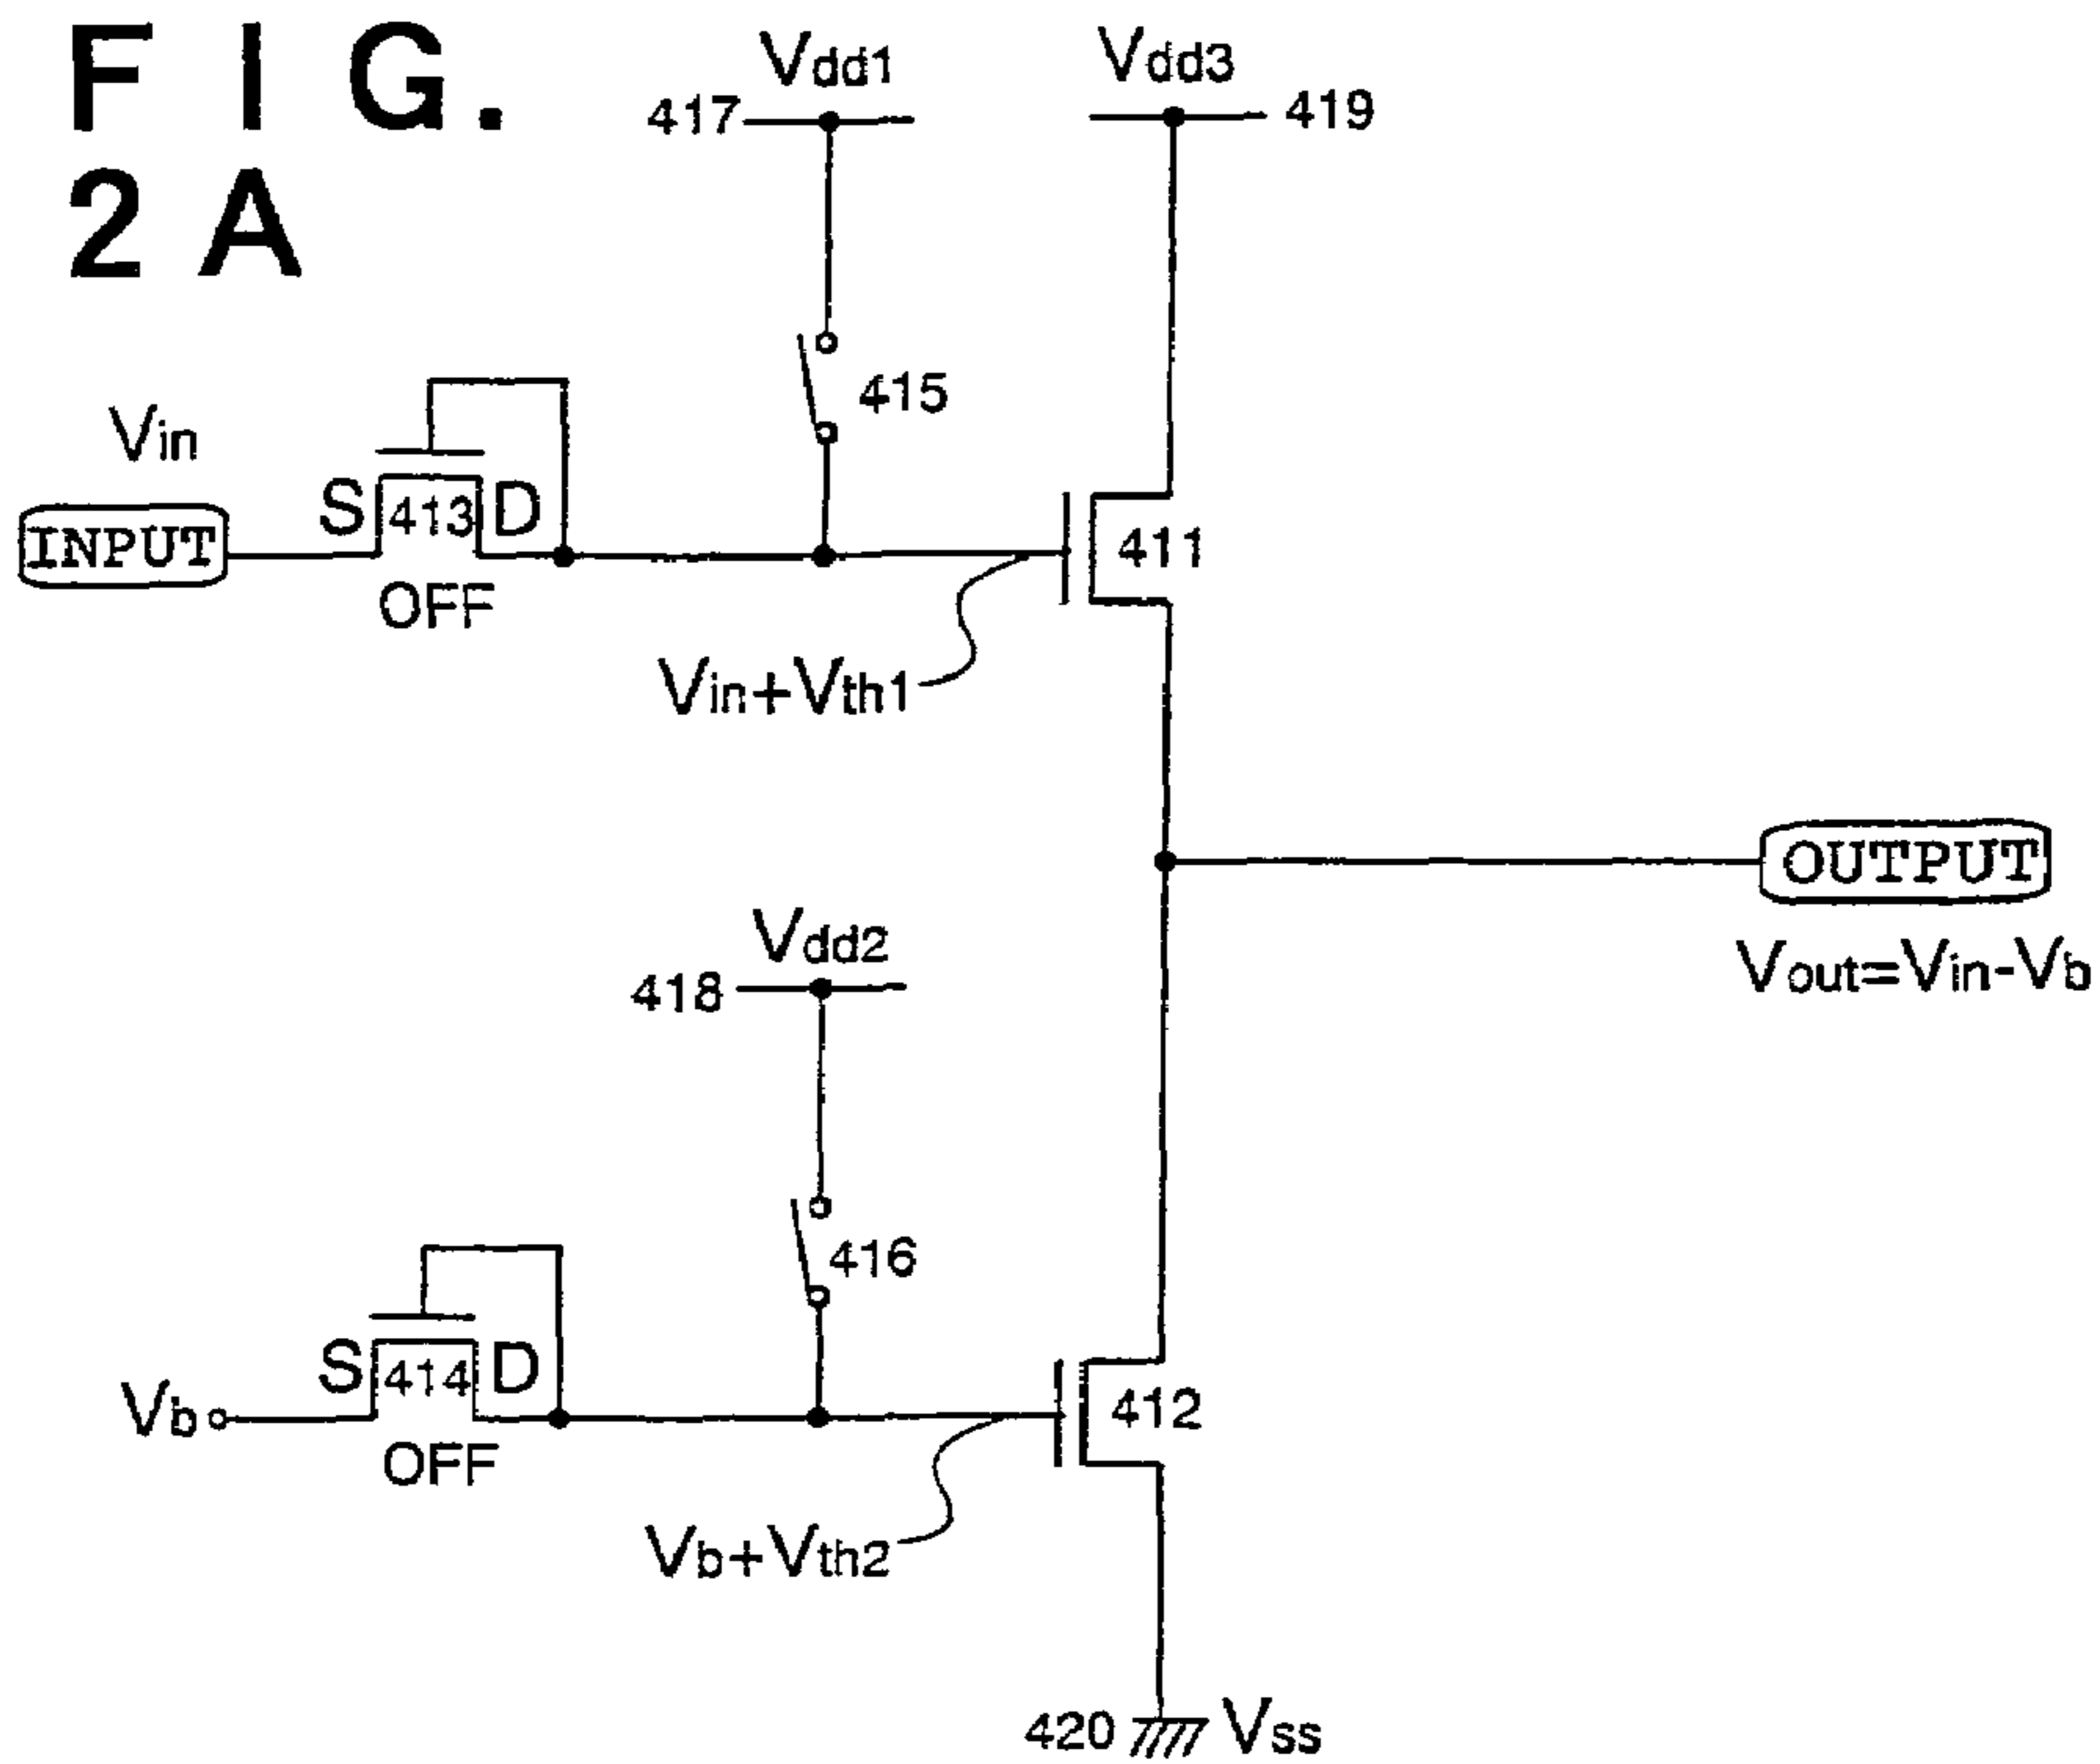 F I G.
2 A
Vdd1
Vdd3
417
419
415
Vin
INPUT
S
413
D
OFF
411
Vin+Vth1
OUTPUT
Vout=Vin-Vb
Vdd2
418
416
S
414
D
Vb
OFF
412
Vb+Vth2
420
Vss